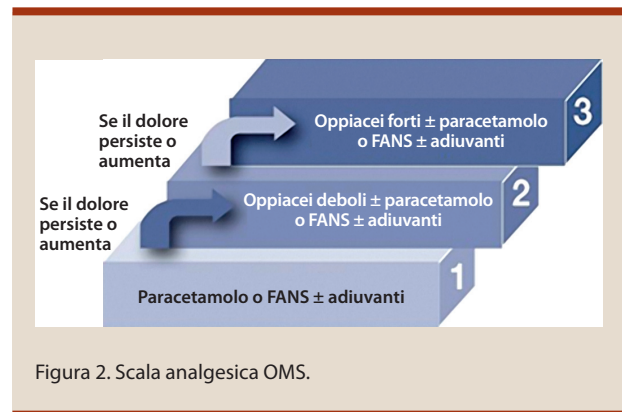 Se il dolore
persiste o
aumenta
Oppiacei forti ± paracetamolo
o FANS ± adiuvanti
3
Se il dolore
persiste o
aumenta
Oppiacei deboli ± paracetamolo
o FANS ± adiuvanti
2
Paracetamolo o FANS ± adiuvanti
1
Figura 2. Scala analgesica OMS.